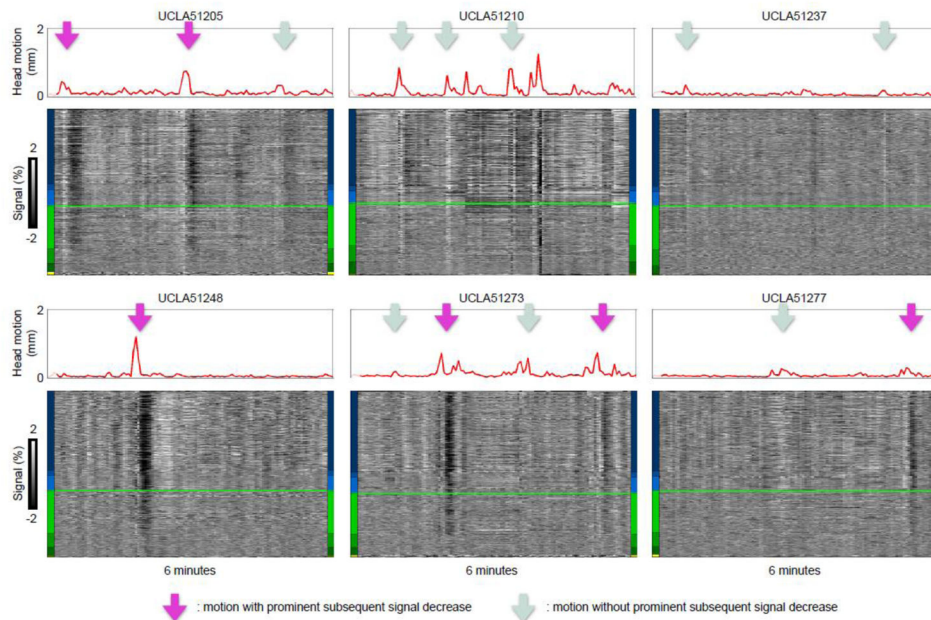 UCLA51205
UCLA51210
UCLA51237
2
Head motion
(mm)
0
2
Signal (%)
-2
UCLA51248
UCLA51273
UCLA51277
2
Head motion
(mm)
0
2
Signal (%)
-2
6 minutes
6 minutes
6 minutes
: motion with prominent subsequent signal decrease
: motion without prominent subsequent signal decrease